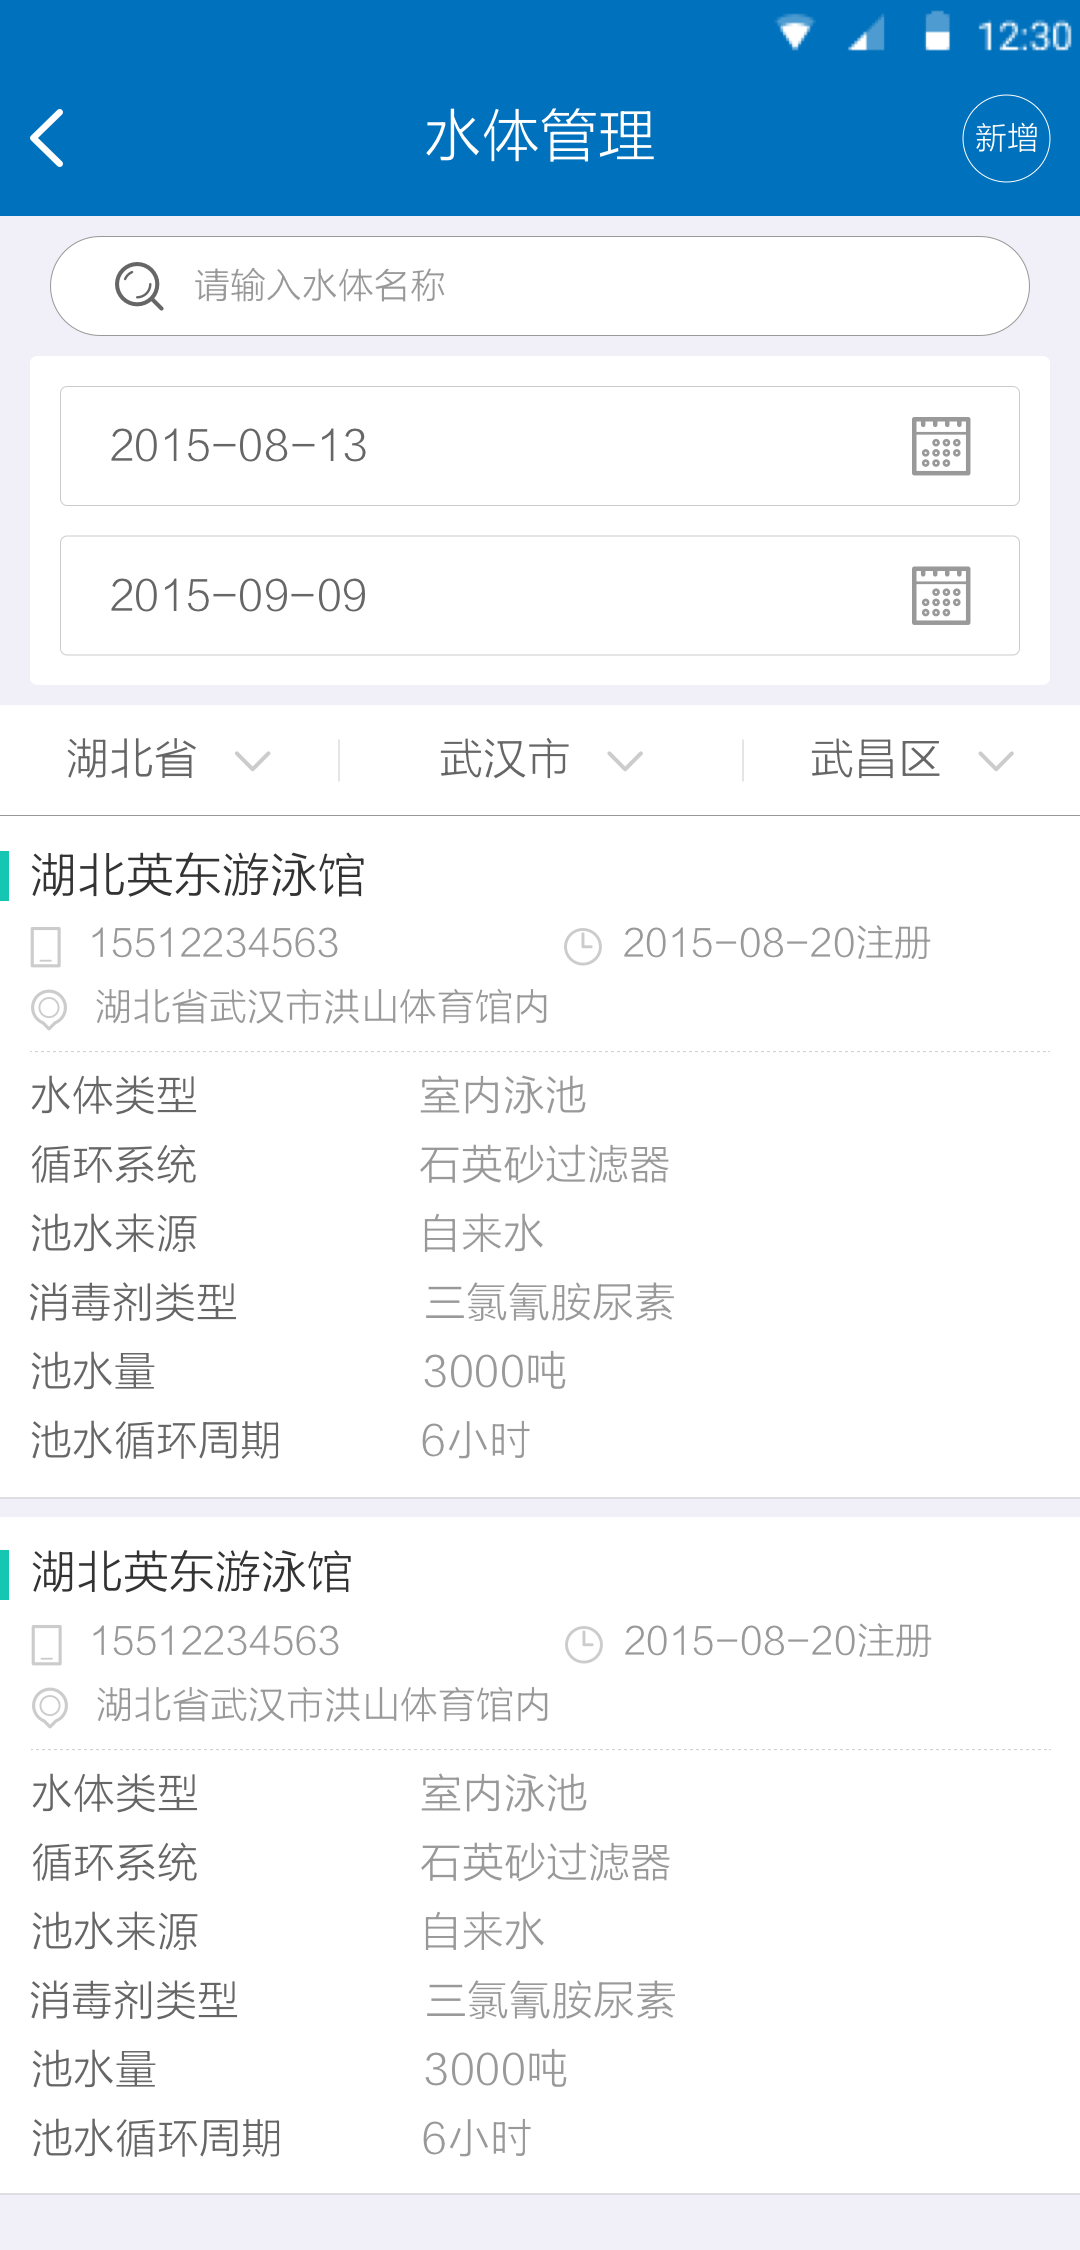 12:30
水体管理
新增
请输入水体名称
2015-08-13
2015-09-09
湖北省 武汉市 武昌区
湖北英东游泳馆
15512234563 2015-08-20注册
湖北省武汉市洪山体育馆内
水体类型 室内泳池
循环系统 石英砂过滤器
池水来源 自来水
消毒剂类型 三氯氰胺尿素
池水量 3000吨
池水循环周期 6小时
湖北英东游泳馆
15512234563 2015-08-20注册
湖北省武汉市洪山体育馆内
水体类型 室内泳池
循环系统 石英砂过滤器
池水来源 自来水
消毒剂类型 三氯氰胺尿素
池水量 3000吨
池水循环周期 6小时